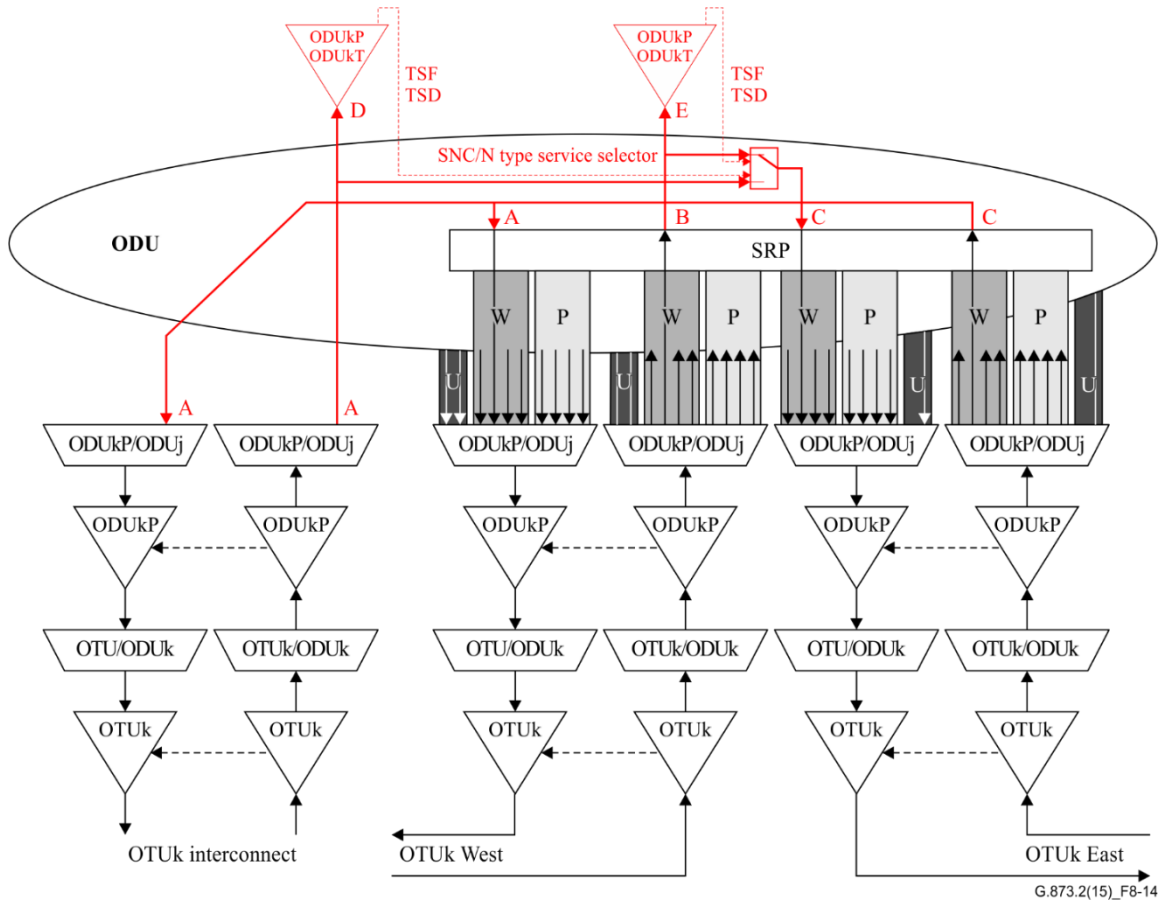 ODUkP
ODUkT
ODUkP
ODUkT
TSF
TSD
TSF
TSD
D
E
SNC/N type service selector
A
B
C
C
ODU
SRP
W
P
W
P
W
P
W
P
U
U
U
U
A
A
ODUkP/ODUj
ODUkP/ODUj
ODUkP/ODUj
ODUkP/ODUj
ODUkP/ODUj
ODUkP/ODUj
ODUkP
ODUkP
ODUkP
ODUkP
ODUkP
ODUkP
OTU/ODUk
OTUk/ODUk
OTU/ODUk
OTUk/ODUk
OTU/ODUk
OTUk/ODUk
OTUk
OTUk
OTUk
OTUk
OTUk
OTUk
OTUk interconnect
OTUk West
OTUk East
G.873.2(15)_F8-14